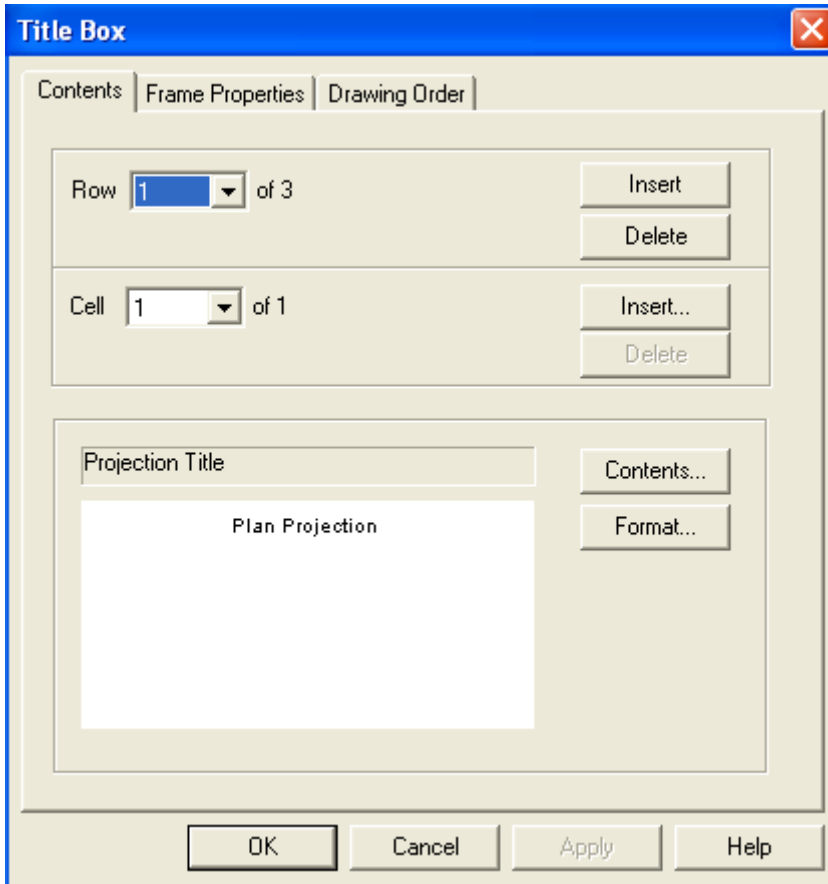 Title Box
Contents Frame Properties Drawing Order
Row 1 of 3 Insert
Delete
Cell 1 of 1 Insert...
Delete
Projection Title Contents...
Plan Projection Format...
OK Cancel Apply Help